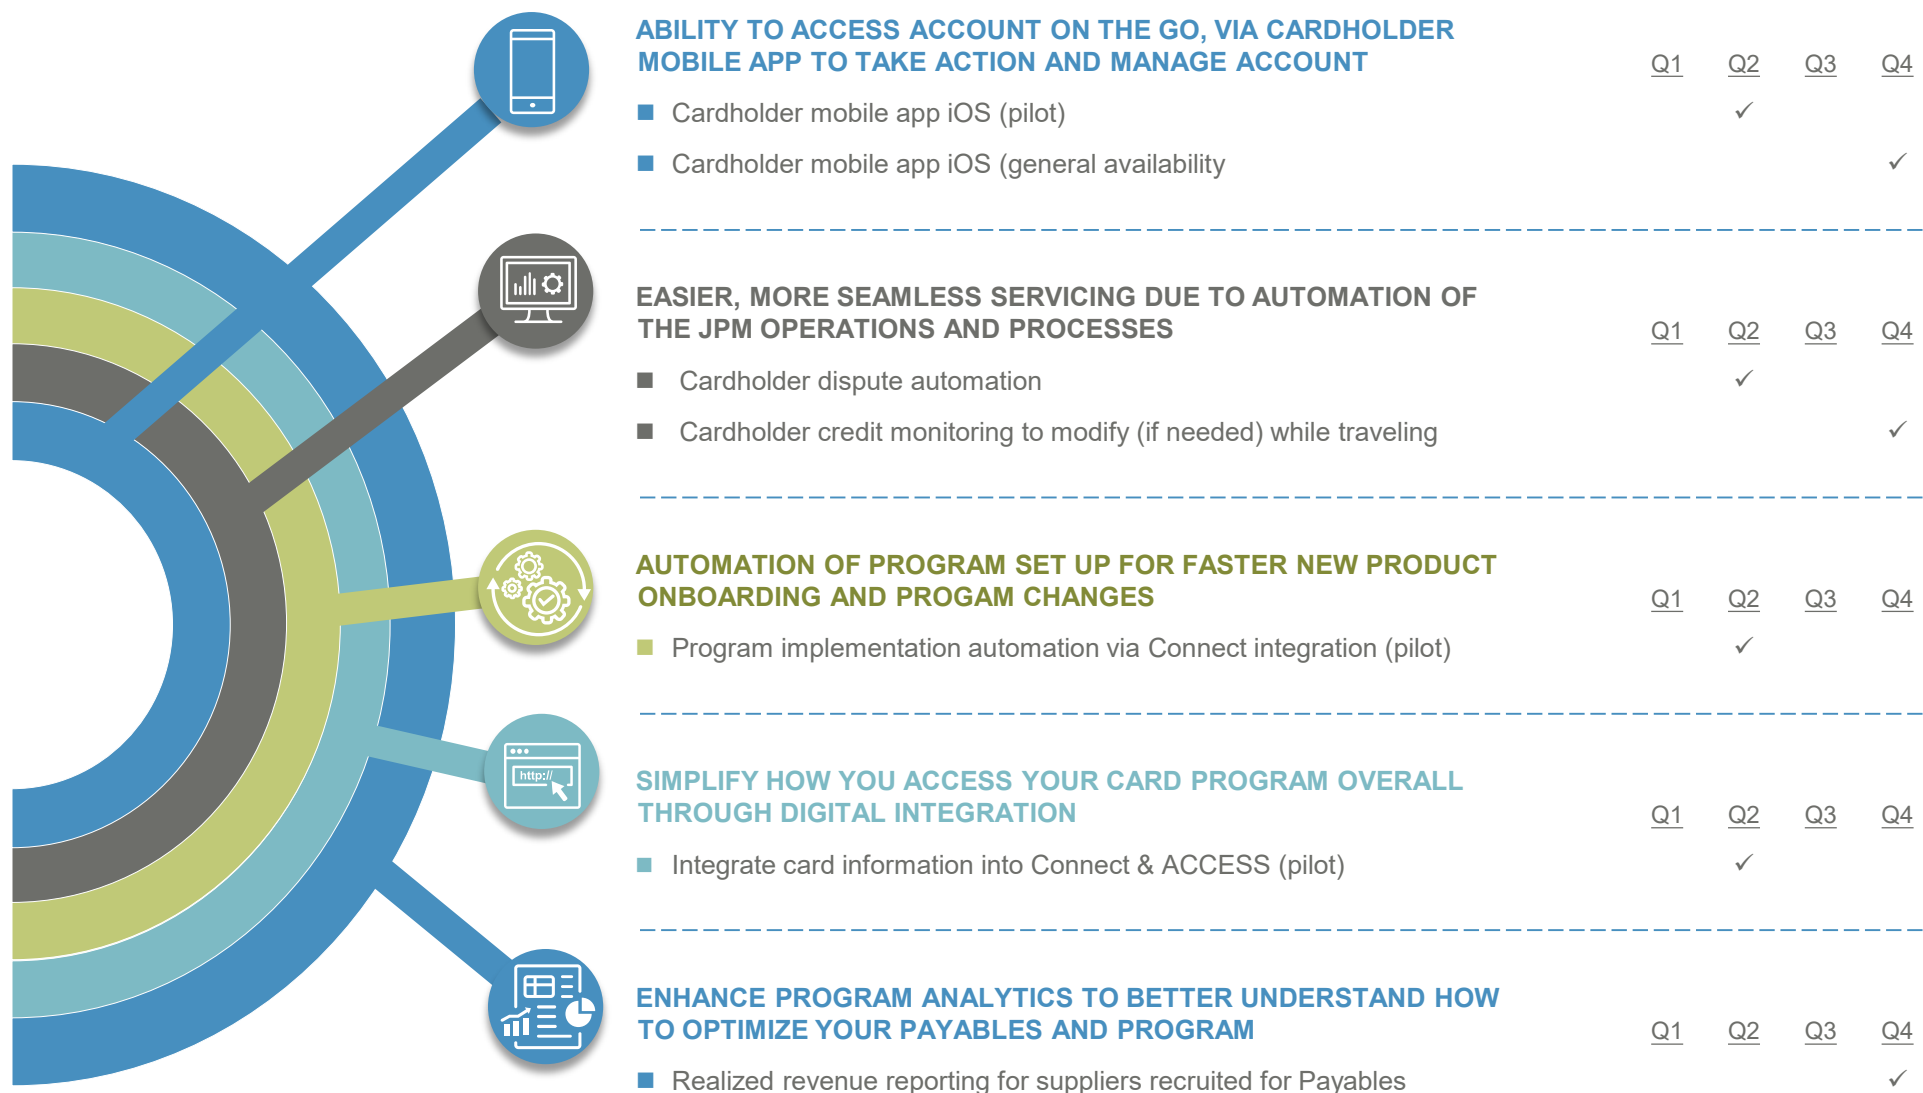 ABILITY TO ACCESS ACCOUNT ON THE GO, VIA CARDHOLDER
MOBILE APP TO TAKE ACTION AND MANAGE ACCOUNT
Q1 Q2 Q3 Q4
■ Cardholder mobile app iOS (pilot) ✓
■ Cardholder mobile app iOS (general availability ✓
EASIER, MORE SEAMLESS SERVICING DUE TO AUTOMATION OF
THE JPM OPERATIONS AND PROCESSES
Q1 Q2 Q3 Q4
■ Cardholder dispute automation ✓
■ Cardholder credit monitoring to modify (if needed) while traveling ✓
AUTOMATION OF PROGRAM SET UP FOR FASTER NEW PRODUCT
ONBOARDING AND PROGAM CHANGES
Q1 Q2 Q3 Q4
■ Program implementation automation via Connect integration (pilot) ✓
http://
SIMPLIFY HOW YOU ACCESS YOUR CARD PROGRAM OVERALL
THROUGH DIGITAL INTEGRATION
Q1 Q2 Q3 Q4
■ Integrate card information into Connect & ACCESS (pilot) ✓
ENHANCE PROGRAM ANALYTICS TO BETTER UNDERSTAND HOW
TO OPTIMIZE YOUR PAYABLES AND PROGRAM
Q1 Q2 Q3 Q4
■ Realized revenue reporting for suppliers recruited for Payables ✓